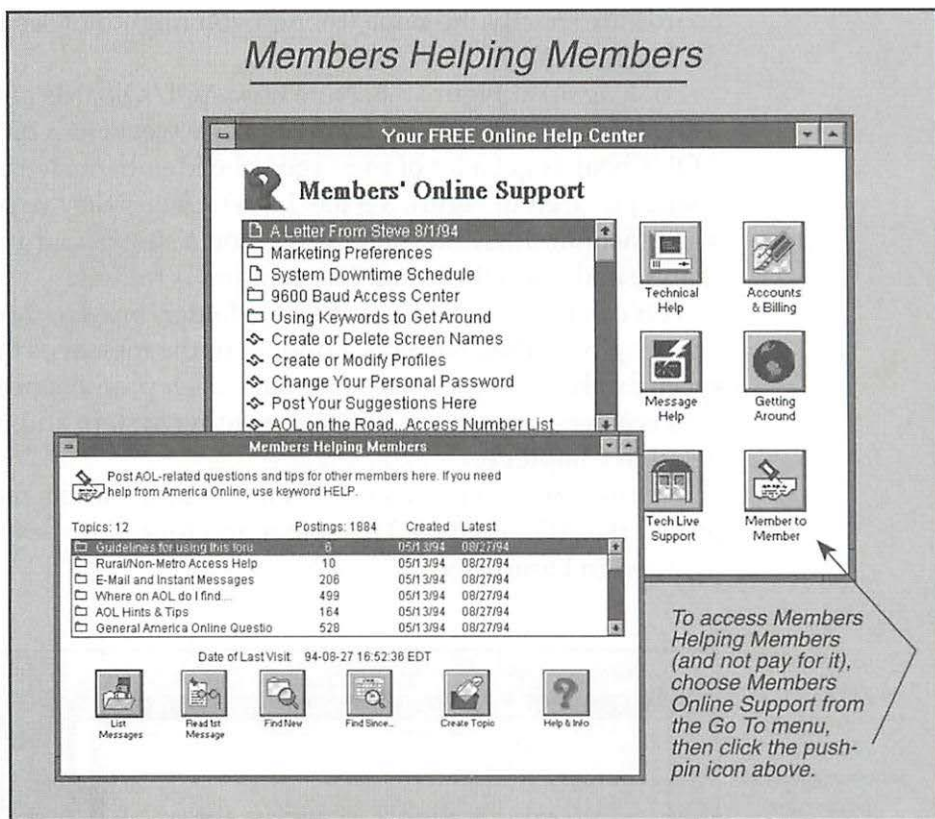 Members Helping Members
Your FREE Online Help Center
Members' Online Support
A Letter From Steve 8/1/94
Marketing Preferences
System Downtime Schedule
9600 Baud Access Center
Using Keywords to Get Around
Create or Delete Screen Names
Create or Modify Profiles
Change Your Personal Password
Post Your Suggestions Here
AOL on the Road...Access Number List
Technical
Help
Accounts
& Billing
Message
Help
Getting
Around
Tech Live
Support
Member to
Member
Members Helping Members
Post AOL-related questions and tips for other members here. If you need
help from America Online, use keyword HELP.
Topics: 12 Postings: 1884 Created Latest
Guidelines for using this foru 6 05/13/94 08/27/94
Rural/Non-Metro Access Help 10 05/13/94 08/27/94
E-Mail and Instant Messages 206 05/13/94 08/27/94
Where on AOL do I find... 499 05/13/94 08/27/94
AOL Hints & Tips 164 05/13/94 08/27/94
General America Online Questio 528 05/13/94 08/27/94
Date of Last Visit: 94-08-27 16:52:36 EDT
List
Messages
Read 1st
Message
Find New
Find Since...
Create Topic
Help & Info
To access Members
Helping Members
(and not pay for it),
choose Members
Online Support from
the Go To menu,
then click the push-
pin icon above.